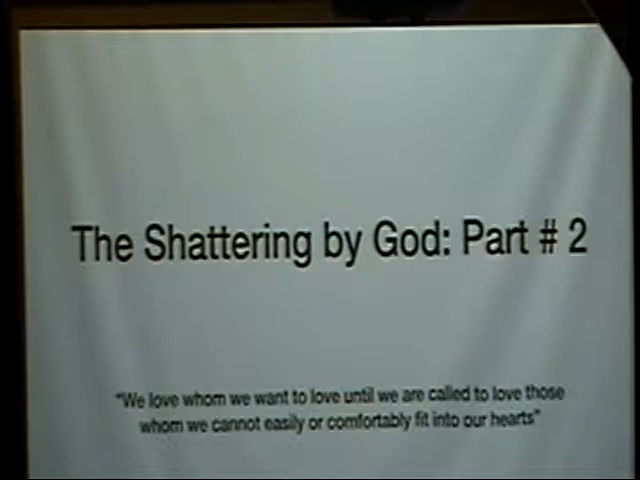 The Shattering by God: Part # 2
"We love whom we want to love until we are called to love those
whom we cannot easily or comfortably fit into our hearts"